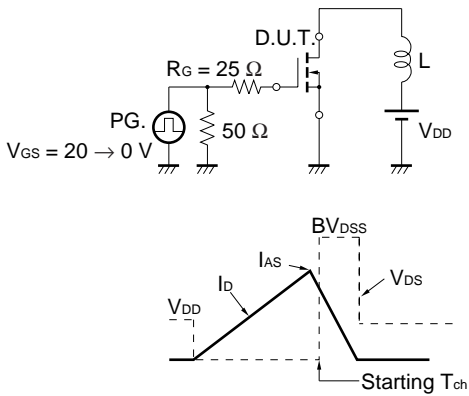 D.U.T.
RG = 25 Ω
L
PG.
50 Ω
VDD
VGS = 20 → 0 V
BVDSS
IAS
ID
VDS
VDD
Starting Tch